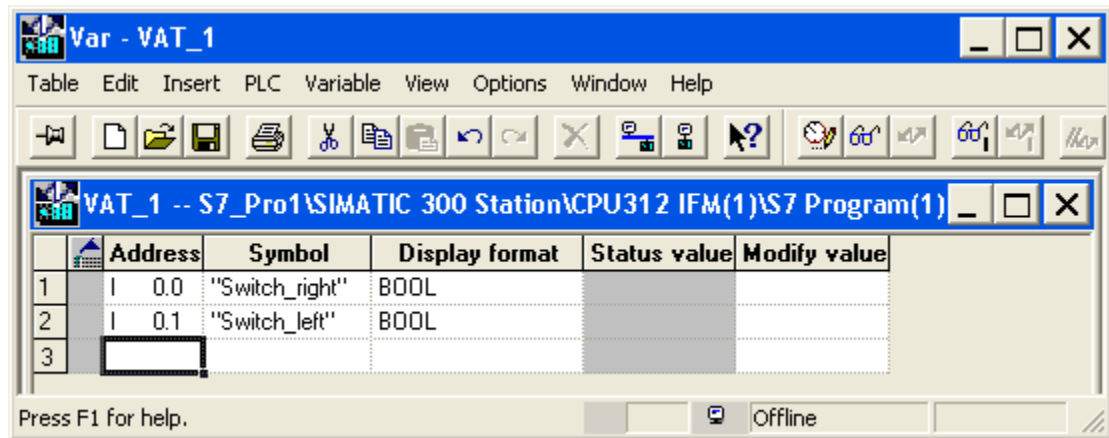 Var - VAT_1
Table Edit Insert PLC Variable View Options Window Help
VAT_1 -- S7_Pro1\SIMATIC 300 Station\CPU312 IFM(1)\S7 Program(1)
Address Symbol Display format Status value Modify value
1 I 0.0 "Switch_right" BOOL
2 I 0.1 "Switch_left" BOOL
3
Press F1 for help. Offline